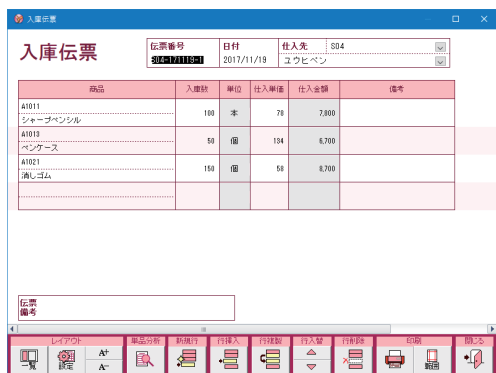 入庫伝票
入庫伝票
伝票番号 日付 仕入先 S04
S04-171119-1 2017/11/19 ユウヒペン
商品 入庫数 単位 仕入単価 仕入金額 備考
A1011
シャープペンシル 100 本 78 7,800
A1013
ペンケース 50 個 134 6,700
A1021
消しゴム 150 個 58 8,700
伝票
備考
レイアウト 単品分析 新規行 行挿入 行複製 行入替 行削除 印刷 閉じる
一覧 設定 A+ A− 範囲